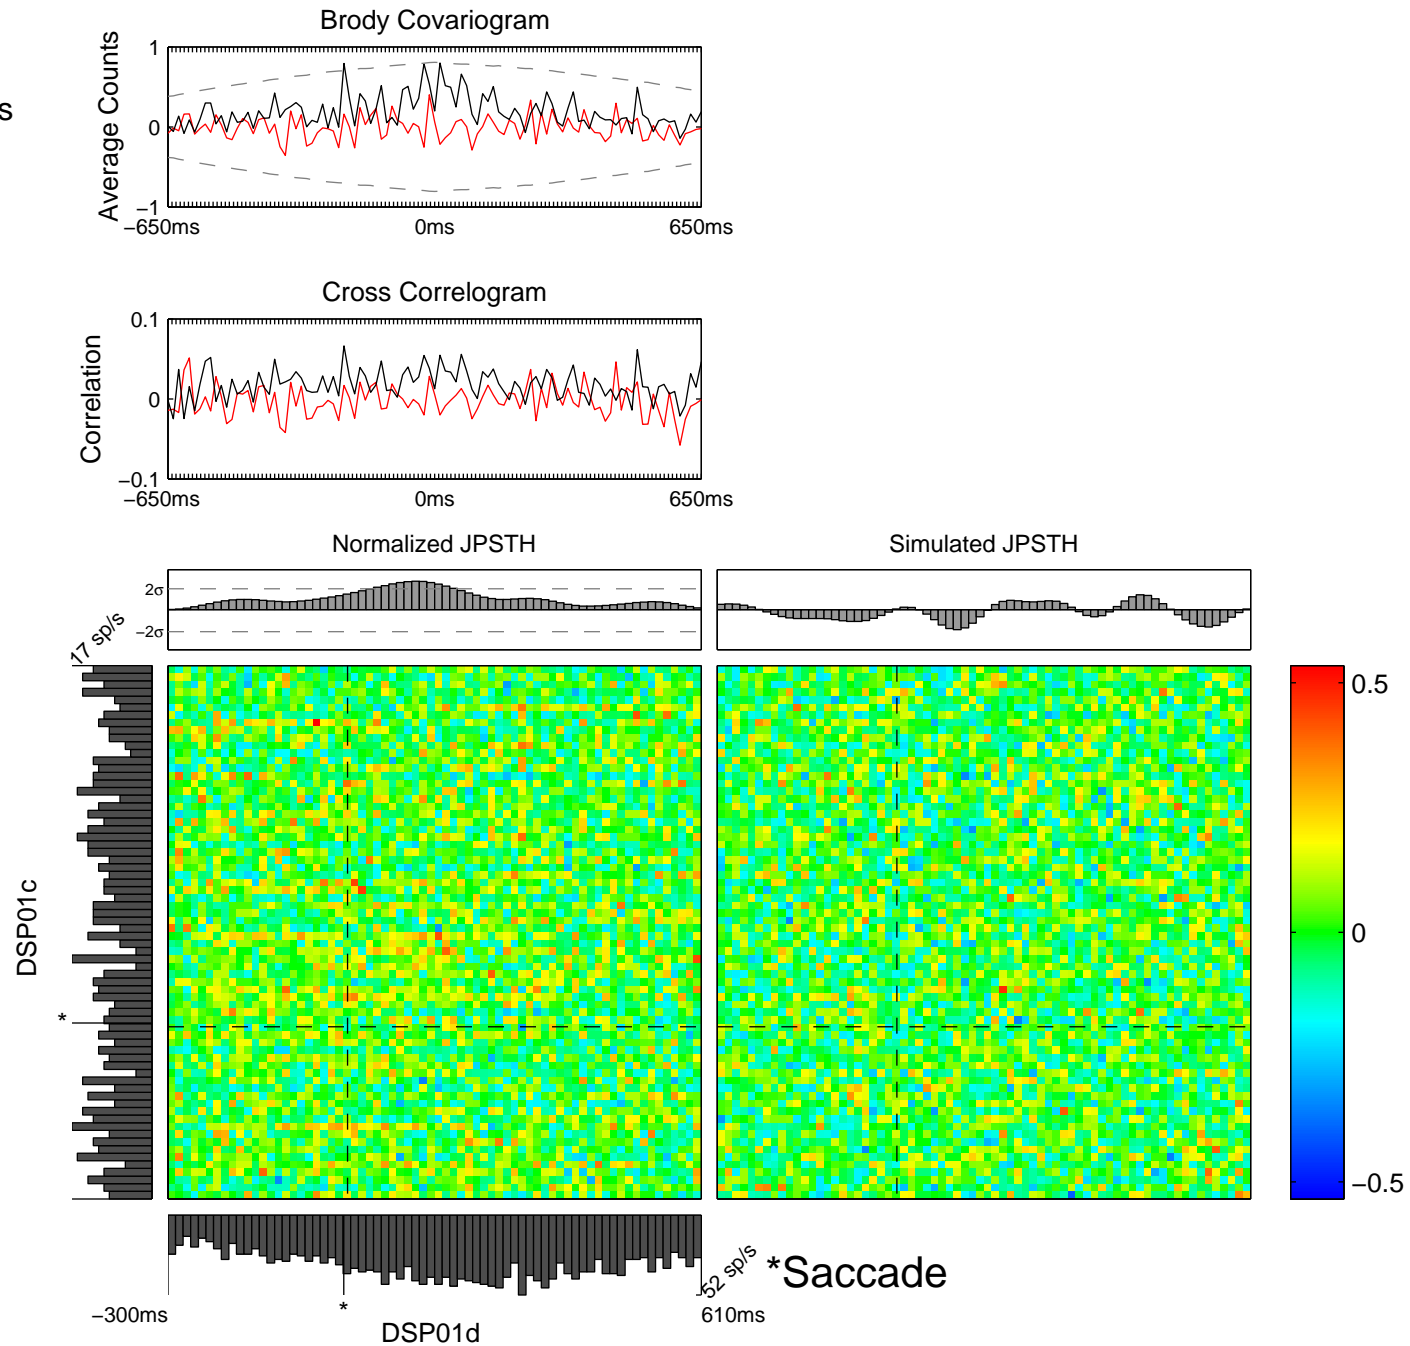 Brody Covariogram
s
Average Counts
1
0
−1
−650ms
0ms
650ms
Cross Correlogram
Correlation
0.1
0
−0.1
−650ms
0ms
650ms
Normalized JPSTH
Simulated JPSTH
2σ
−2σ
17 sp/s
DSP01c
*
0.5
0
−0.5
52 sp/s
*Saccade
−300ms
*
610ms
DSP01d